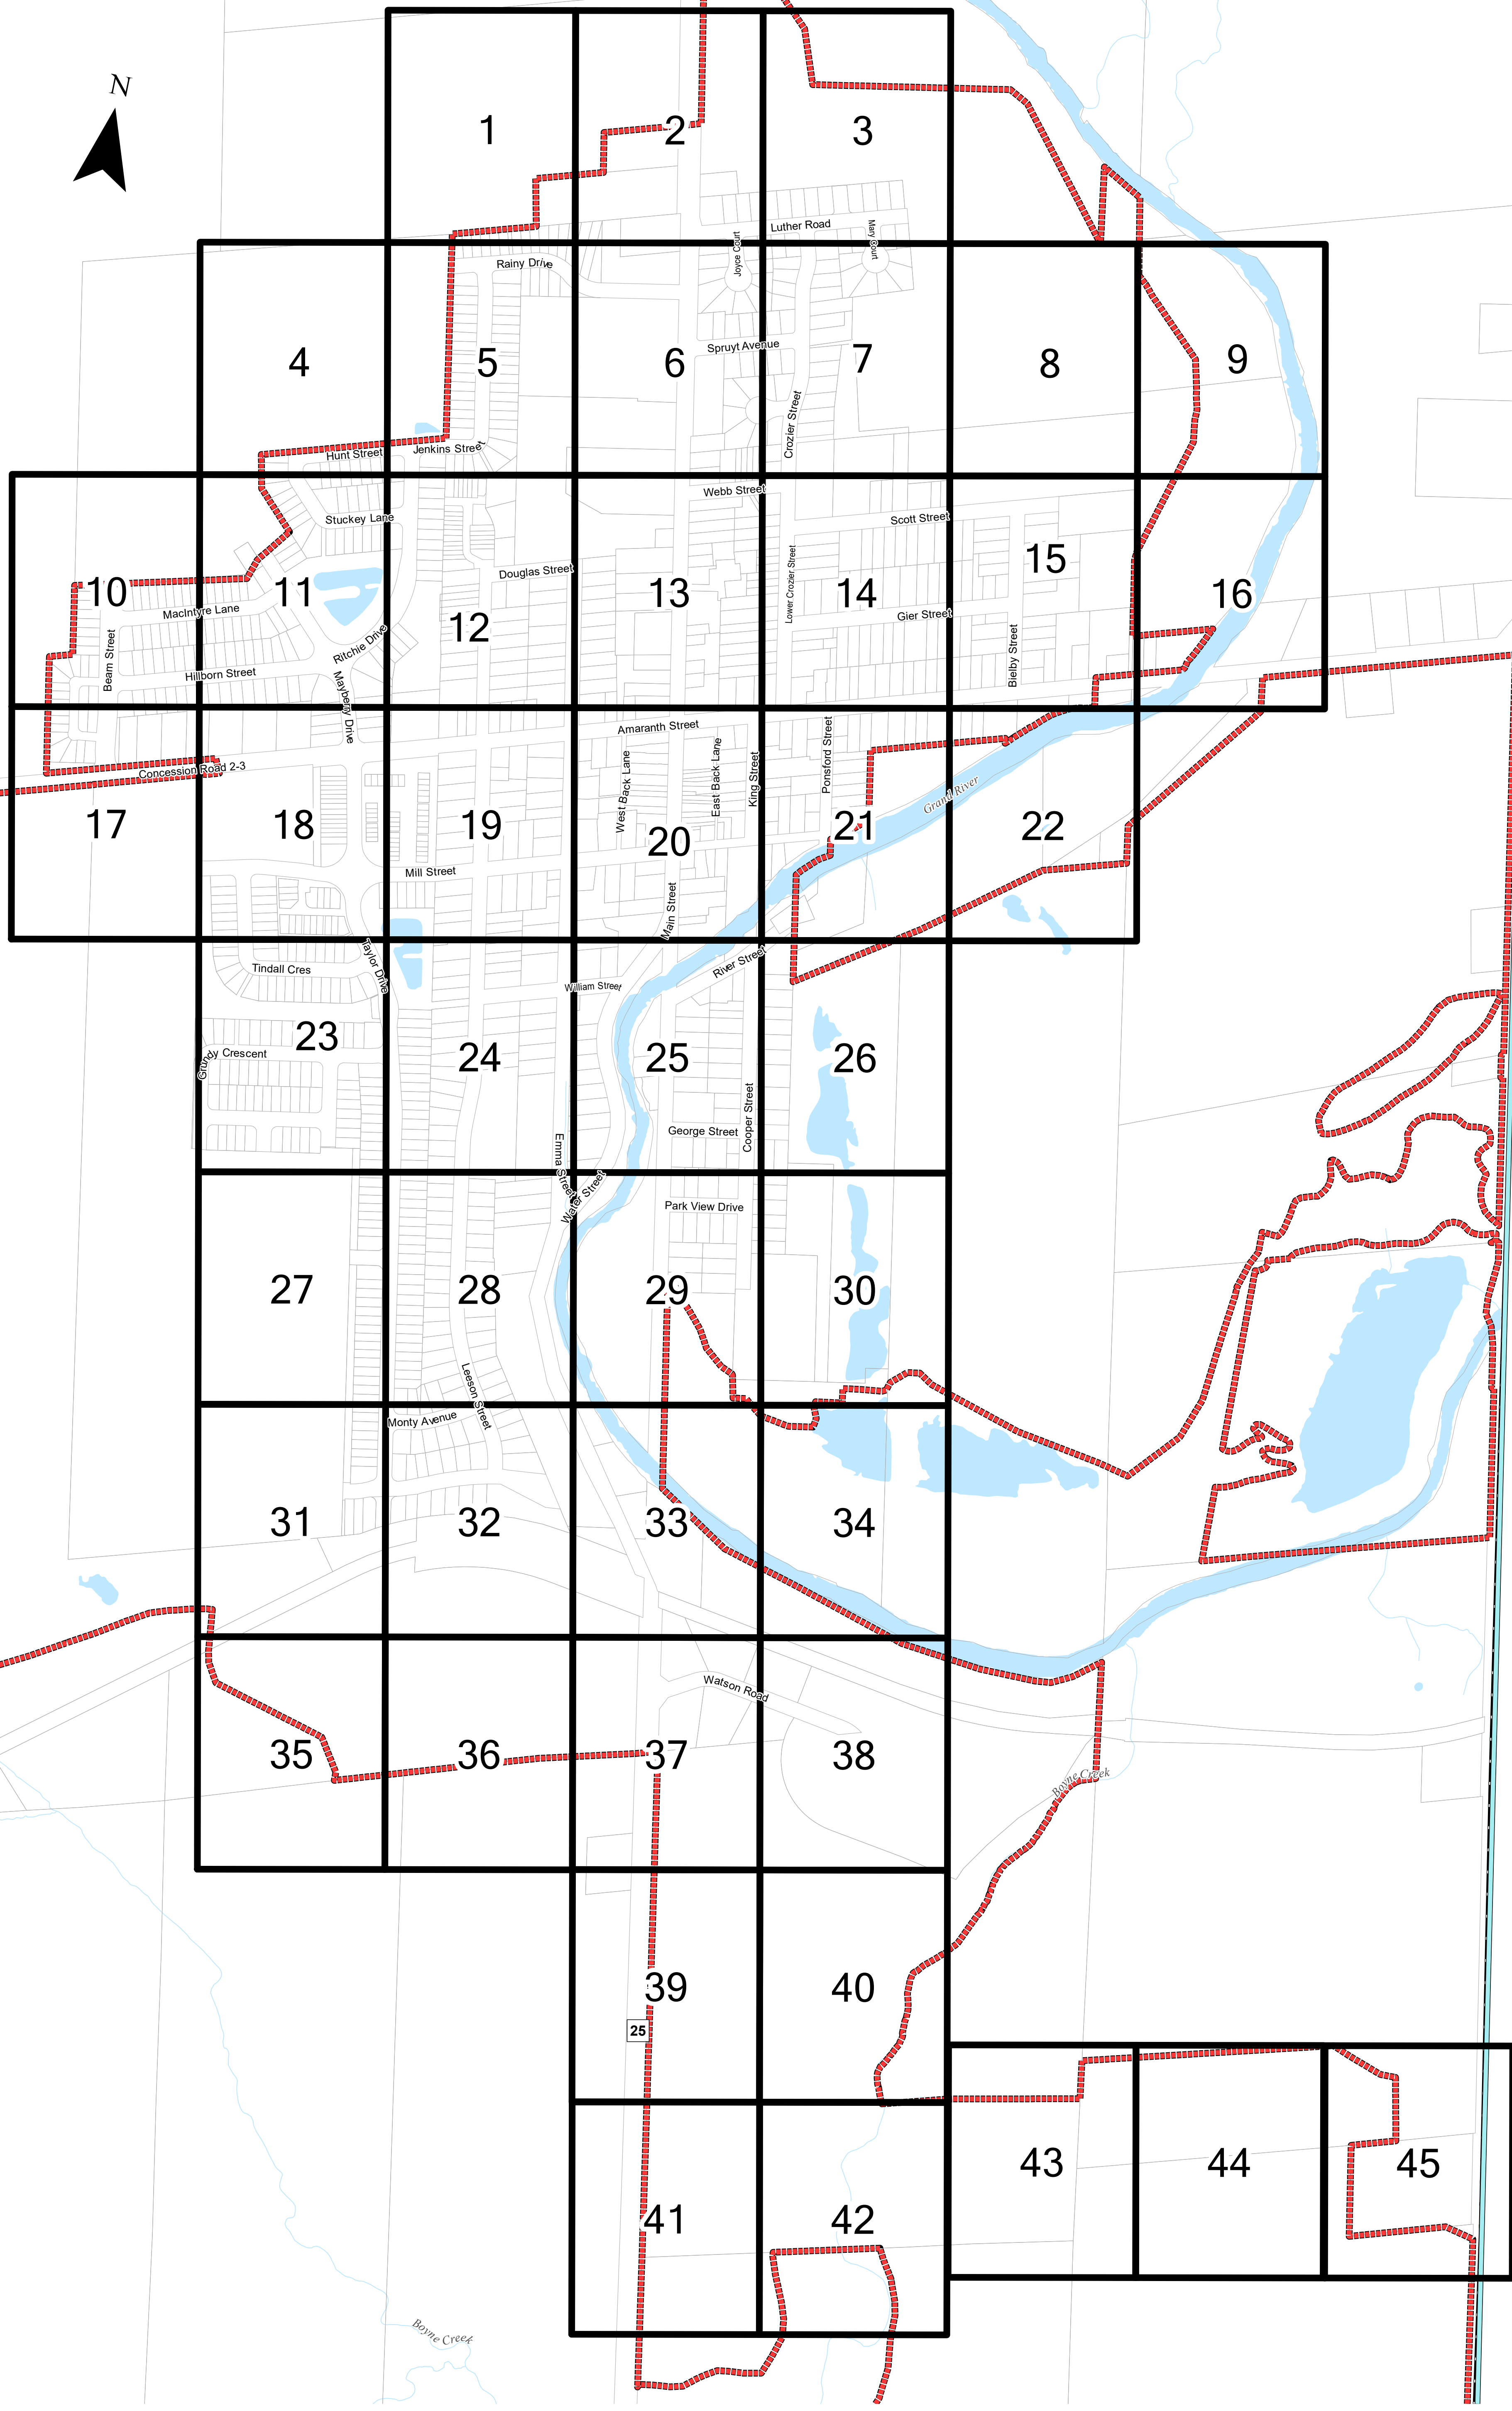 N
1
2
3
Luther Road
Mary Court
Joyce Court
Rainy Drive
Spruyt Avenue
4
5
6
7
8
9
Crozier Street
Hunt Street
Jenkins Street
Webb Street
Stuckey Lane
Scott Street
Douglas Street
Lower Crozier Street
10
11
12
13
14
15
16
MacIntyre Lane
Gier Street
Beam Street
Ritchie Drive
Bielby Street
Hillborn Street
Mayberry Drive
Amaranth Street
Ponsford Street
West Back Lane
East Back Lane
King Street
Concession Road 2-3
Grand River
17
18
19
20
21
22
Mill Street
Main Street
Taylor Drive
River Street
Tindall Cres
William Street
23
24
25
26
Grundy Crescent
Cooper Street
George Street
Emma Street
Water Street
Park View Drive
27
28
29
30
Leeson Street
Monty Avenue
31
32
33
34
Watson Road
35
36
37
38
Boyne Creek
39
40
25
41
42
43
44
45
Boyne Creek